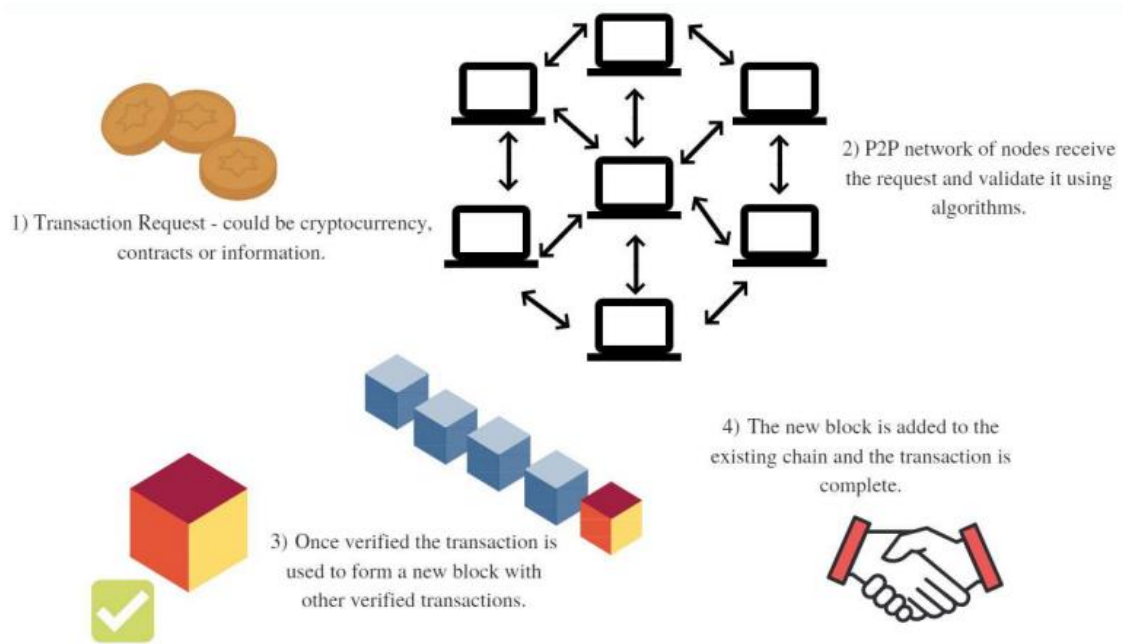 1) Transaction Request - could be cryptocurrency,
contracts or information.
2) P2P network of nodes receive
the request and validate it using
algorithms.
3) Once verified the transaction is
used to form a new block with
other verified transactions.
4) The new block is added to the
existing chain and the transaction is
complete.